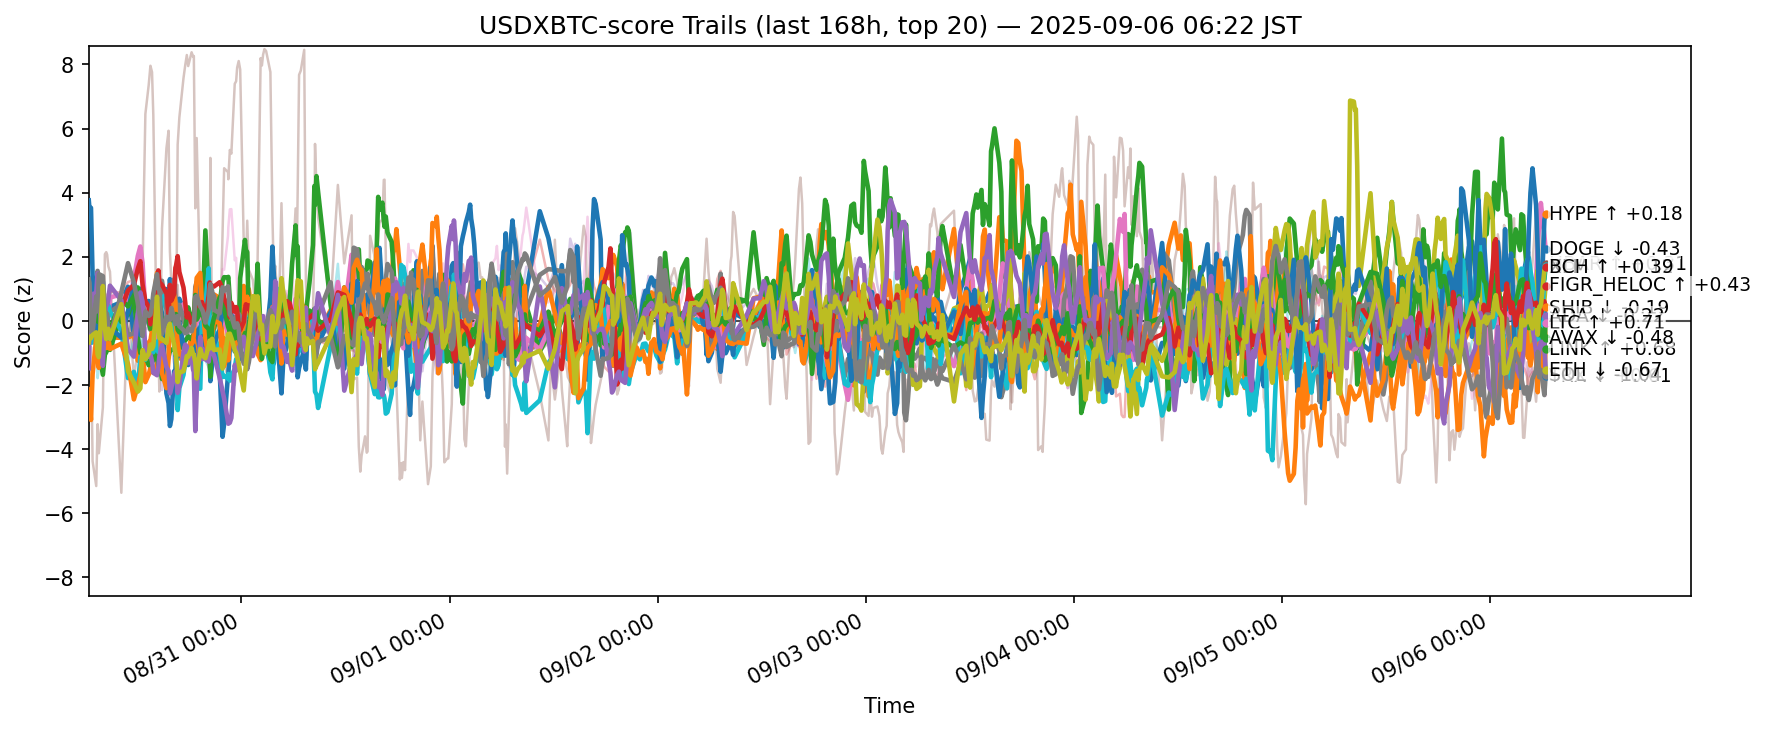 USDXBTC-score Trails (last 168h, top 20) — 2025-09-06 06:22 JST
Score (z)
8
6
4
2
0
−2
−4
−6
−8
HYPE ↑ +0.18
DOGE ↓ -0.43
BCH ↑ +0.39
FIGR_HELOC ↑ +0.43
SHIB ↓ -0.19
LTC ↑ +0.71
AVAX ↓ -0.48
LINK ↑ +0.68
ETH ↓ -0.67
08/31 00:00
09/01 00:00
09/02 00:00
09/03 00:00
09/04 00:00
09/05 00:00
09/06 00:00
Time